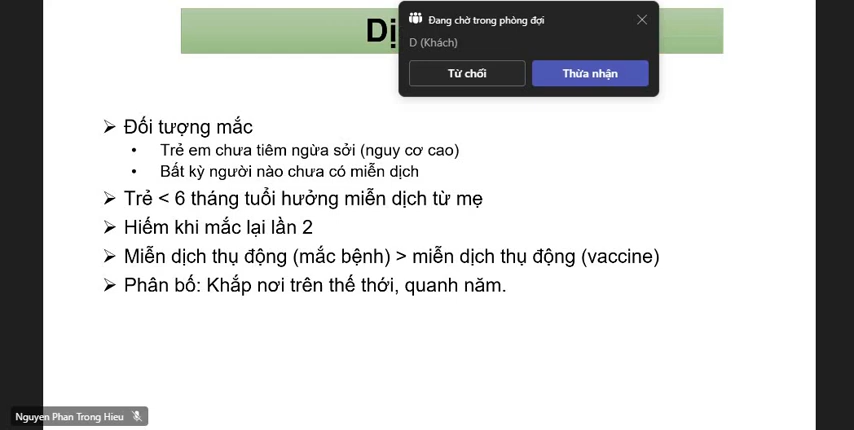 Đang chờ trong phòng đợi
D (Khách)
Từ chối
Thừa nhận
Đối tượng mắc
Trẻ em chưa tiêm ngừa sởi (nguy cơ cao)
Bất kỳ người nào chưa có miễn dịch
Trẻ < 6 tháng tuổi hưởng miễn dịch từ mẹ
Hiếm khi mắc lại lần 2
Miễn dịch thụ động (mắc bệnh) > miễn dịch thụ động (vaccine)
Phân bố: Khắp nơi trên thế thới, quanh năm.
Nguyen Phan Trong Hieu